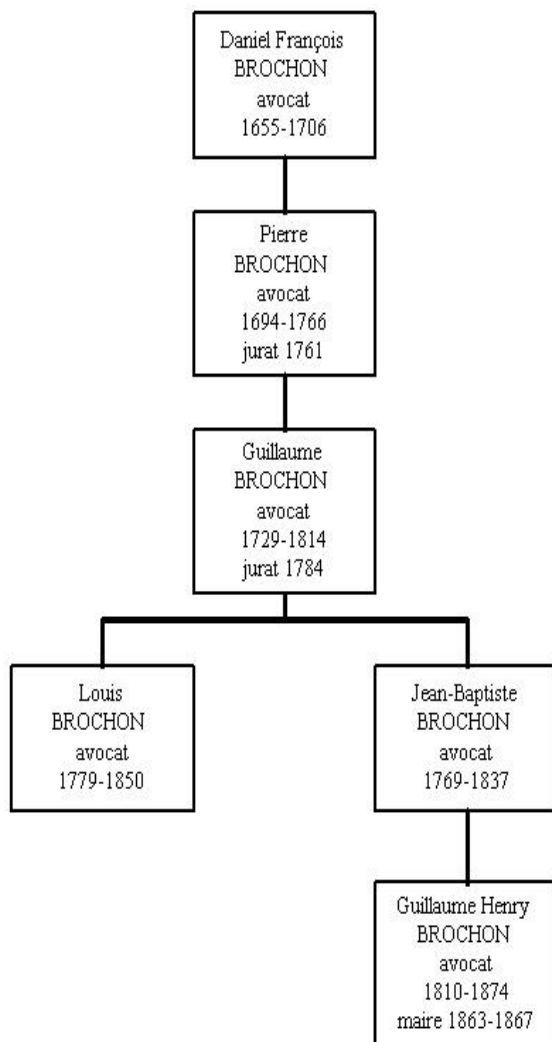 Daniel François
BROCHON
avocat
1655-1706
Pierre
BROCHON
avocat
1694-1766
jurat 1761
Guillaume
BROCHON
avocat
1729-1814
jurat 1784
Louis
BROCHON
avocat
1779-1850
Jean-Baptiste
BROCHON
avocat
1769-1837
Guillaume Henry
BROCHON
avocat
1810-1874
maire 1863-1867